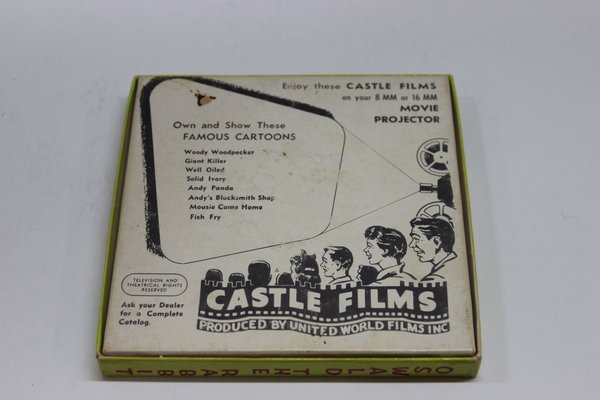 Enjoy these CASTLE FILMS
on your 8 MM or 16 MM
MOVIE
PROJECTOR
Own and Show These
FAMOUS CARTOONS
Woody Woodpecker
Giant Killer
Well Oiled
Solid Ivory
Andy Panda
Andy's Blacksmith Shop
Mousie Come Home
Fish Fry
TELEVISION AND
THEATRICAL RIGHTS
RESERVED
Ask your Dealer
for a Complete
Catalog.
CASTLE FILMS
PRODUCED BY UNITED WORLD FILMS INC
OSWALD THE RABBIT